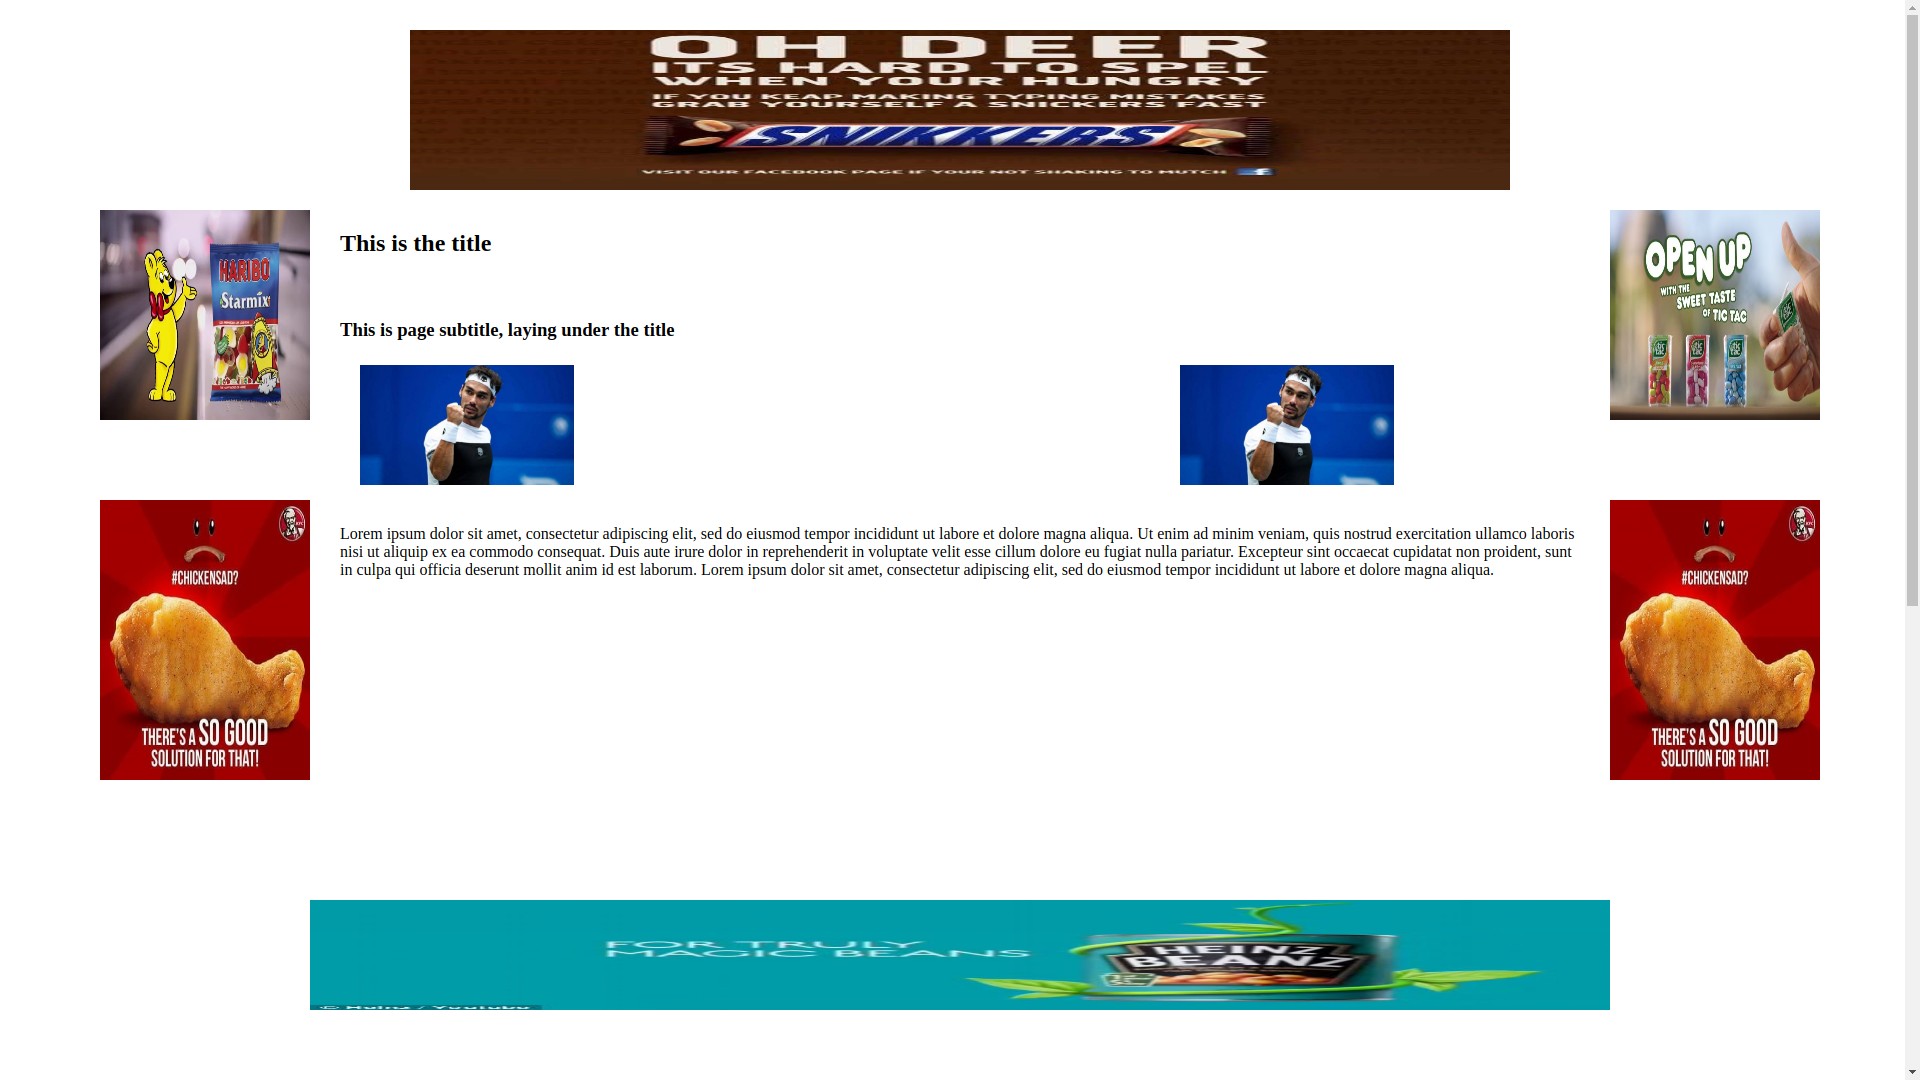 OH DEER
ITS HARD TO SPEL
WHEN YOUR HUNGRY
IF YOU KEAP MAKING TYPING MISTAKES
GRAB YOURSELF A SNICKERS FAST
SNIKKERS
VISIT OUR FACEBOOK PAGE IF YOUR NOT SHAKING TO MUTCH
HARIBO
Starmix
This is the title
This is page subtitle, laying under the title
OPEN UP
WITH THE
SWEET TASTE
OF TIC TAC
tic tac
tic tac
tic tac
Lorem ipsum dolor sit amet, consectetur adipiscing elit, sed do eiusmod tempor incididunt ut labore et dolore magna aliqua. Ut enim ad minim veniam, quis nostrud exercitation ullamco laboris
nisi ut aliquip ex ea commodo consequat. Duis aute irure dolor in reprehenderit in voluptate velit esse cillum dolore eu fugiat nulla pariatur. Excepteur sint occaecat cupidatat non proident, sunt
in culpa qui officia deserunt mollit anim id est laborum. Lorem ipsum dolor sit amet, consectetur adipiscing elit, sed do eiusmod tempor incididunt ut labore et dolore magna aliqua.
#CHICKENSAD?
THERE'S A SO GOOD
SOLUTION FOR THAT!
#CHICKENSAD?
THERE'S A SO GOOD
SOLUTION FOR THAT!
FOR TRULY
MAGIC BEANS
HEINZ
BEANZ
© Heinz / Youtube